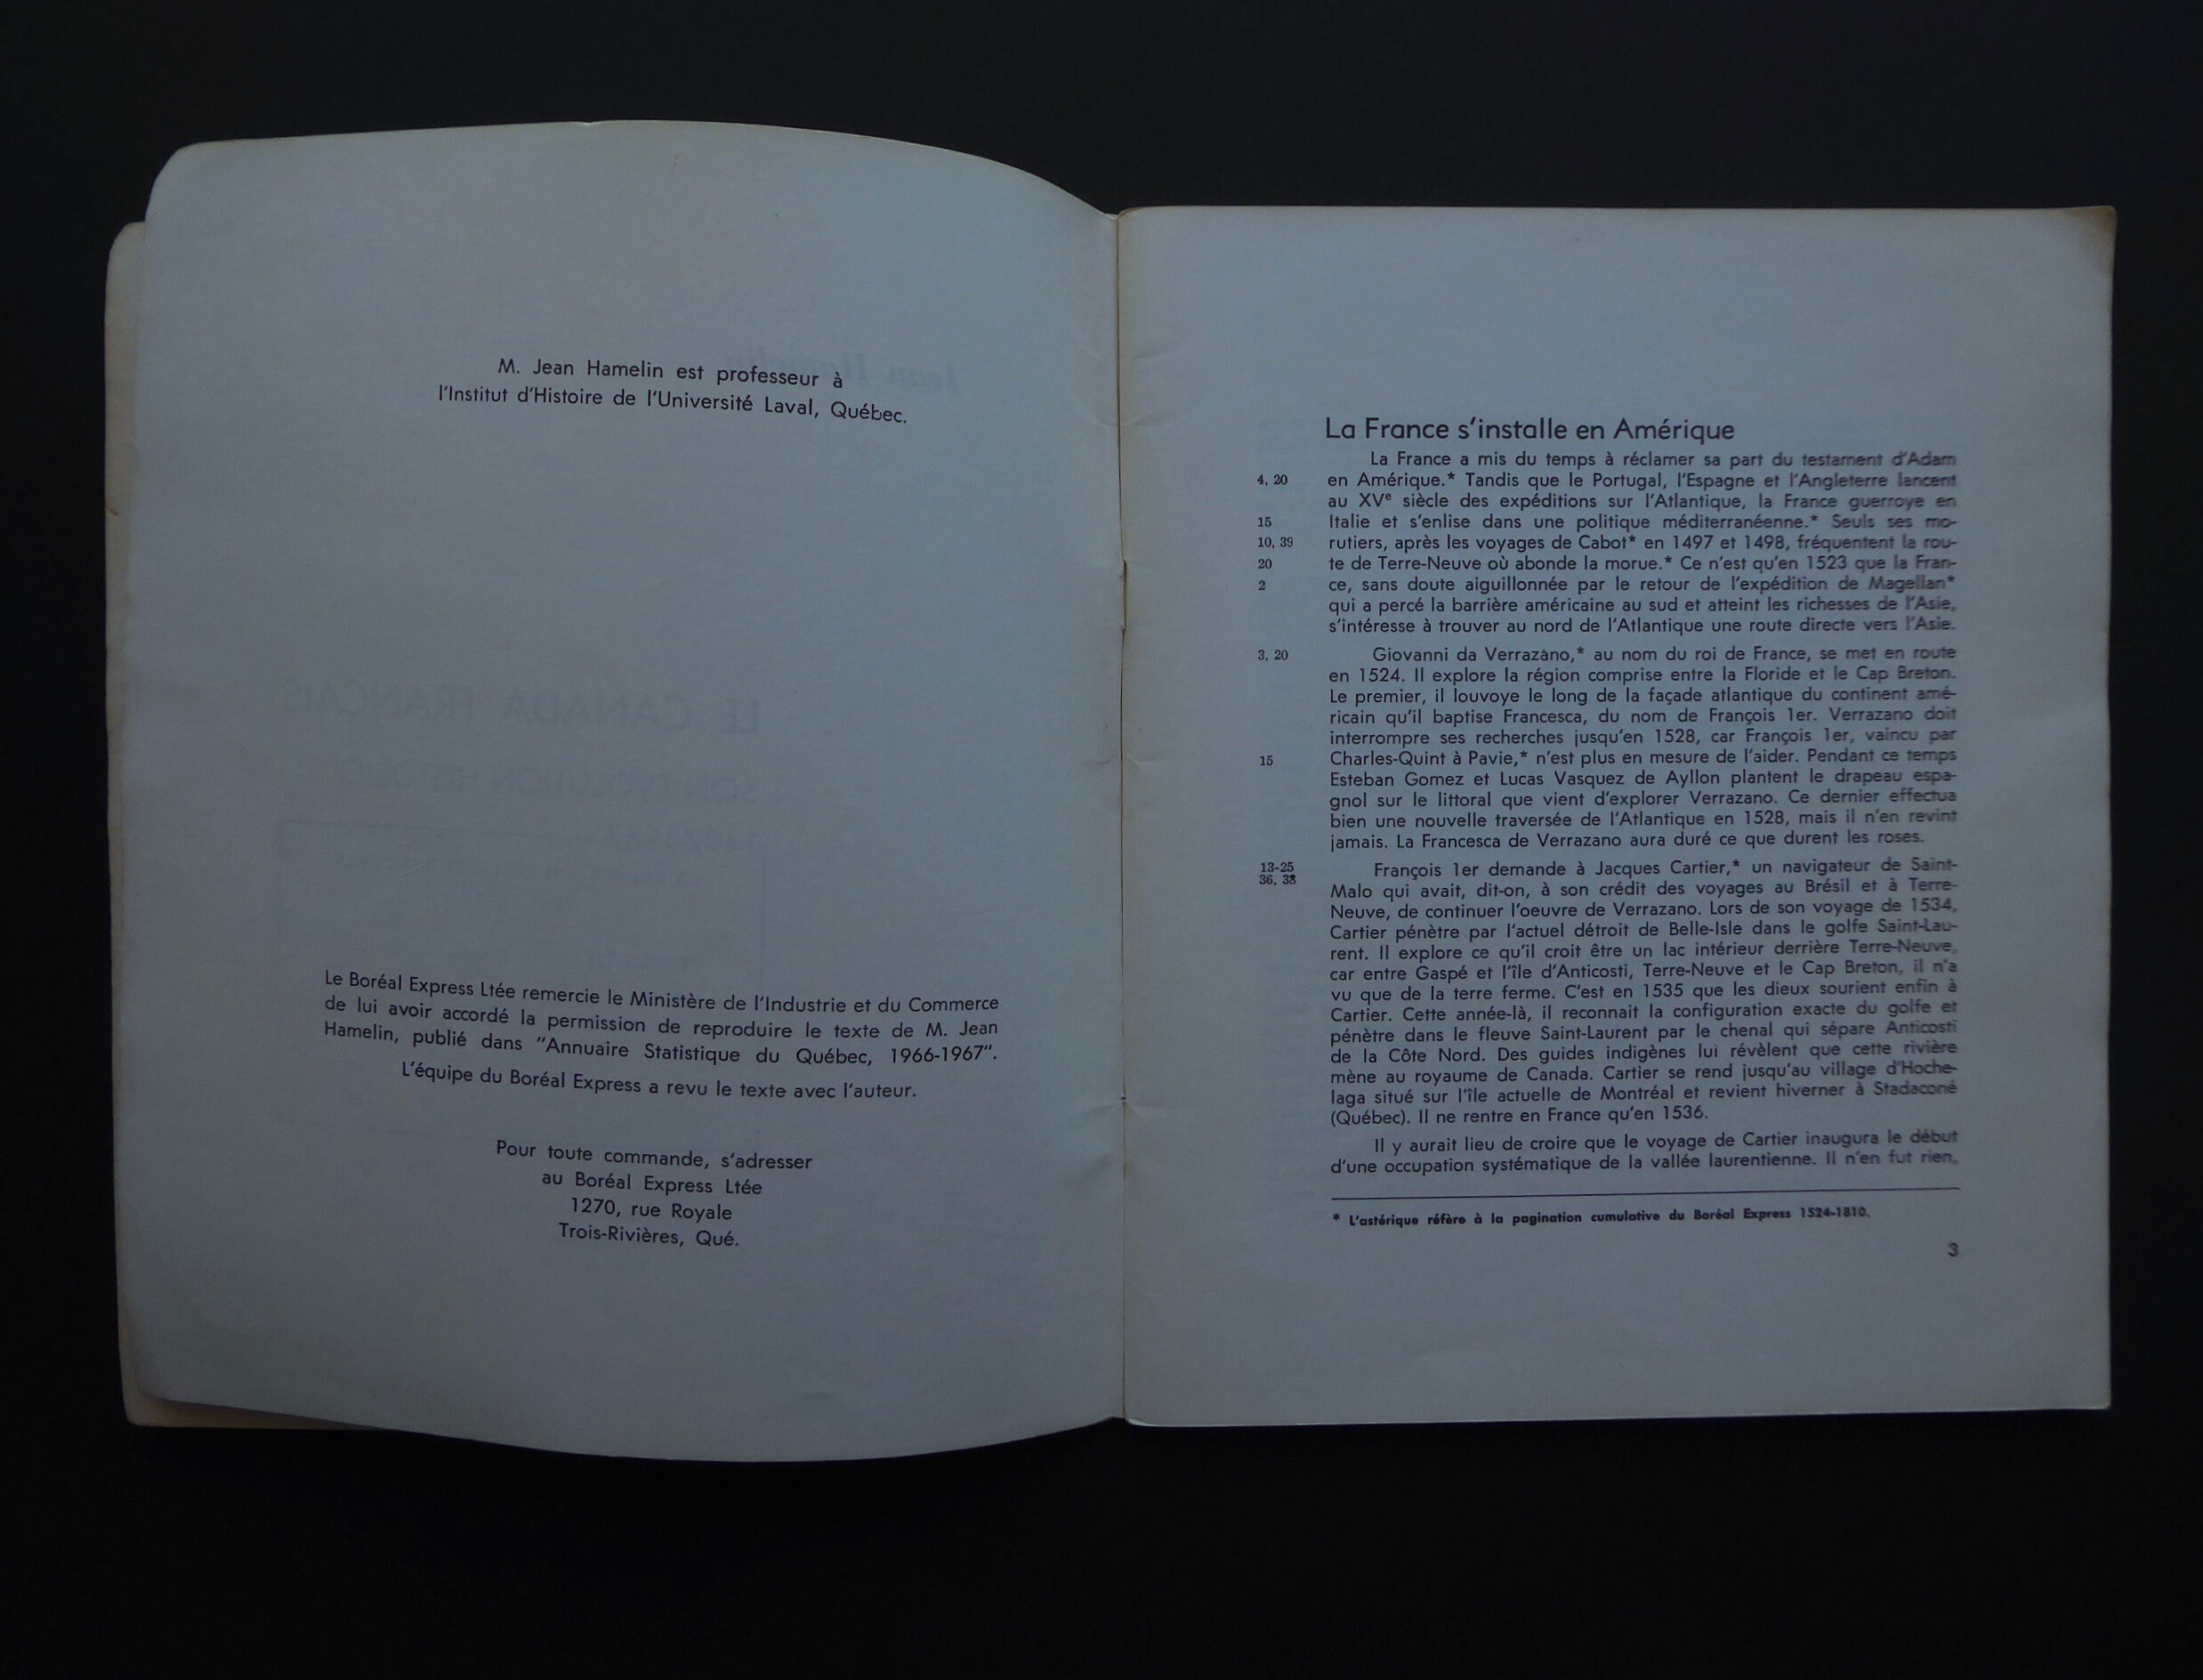 M. Jean Hamelin est professeur à
l'Institut d'Histoire de l'Université Laval, Québec.
Le Boréal Express Ltée remercie le Ministère de l'Industrie et du Commerce
de lui avoir accordé la permission de reproduire le texte de M. Jean
Hamelin, publié dans "Annuaire Statistique du Québec, 1966-1967".
L'équipe du Boréal Express a revu le texte avec l'auteur.
Pour toute commande, s'adresser
au Boréal Express Ltée
1270, rue Royale
Trois-Rivières, Qué.
La France s'installe en Amérique
La France a mis du temps à réclamer sa part du testament d'Adam
4, 20 en Amérique.* Tandis que le Portugal, l'Espagne et l'Angleterre lancent
au XVe siècle des expéditions sur l'Atlantique, la France guerroye en
15 Italie et s'enlise dans une politique méditerranéenne.* Seuls ses mo-
10, 39 rutiers, après les voyages de Cabot* en 1497 et 1498, fréquentent la rou-
20 te de Terre-Neuve où abonde la morue.* Ce n'est qu'en 1523 que la Fran-
2 ce, sans doute aiguillonnée par le retour de l'expédition de Magellan*
qui a percé la barrière américaine au sud et atteint les richesses de l'Asie,
s'intéresse à trouver au nord de l'Atlantique une route directe vers l'Asie.
3, 20 Giovanni da Verrazano,* au nom du roi de France, se met en route
en 1524. Il explore la région comprise entre la Floride et le Cap Breton.
Le premier, il louvoye le long de la façade atlantique du continent amé-
ricain qu'il baptise Francesca, du nom de François 1er. Verrazano doit
interrompre ses recherches jusqu'en 1528, car François 1er, vaincu par
15 Charles-Quint à Pavie,* n'est plus en mesure de l'aider. Pendant ce temps
Esteban Gomez et Lucas Vasquez de Ayllon plantent le drapeau espa-
gnol sur le littoral que vient d'explorer Verrazano. Ce dernier effectua
bien une nouvelle traversée de l'Atlantique en 1528, mais il n'en revint
jamais. La Francesca de Verrazano aura duré ce que durent les roses.
13-25 François 1er demande à Jacques Cartier,* un navigateur de Saint-
36, 38 Malo qui avait, dit-on, à son crédit des voyages au Brésil et à Terre-
Neuve, de continuer l'oeuvre de Verrazano. Lors de son voyage de 1534,
Cartier pénètre par l'actuel détroit de Belle-Isle dans le golfe Saint-Lau-
rent. Il explore ce qu'il croit être un lac intérieur derrière Terre-Neuve,
car entre Gaspé et l'île d'Anticosti, Terre-Neuve et le Cap Breton, il n'a
vu que de la terre ferme. C'est en 1535 que les dieux sourient enfin à
Cartier. Cette année-là, il reconnait la configuration exacte du golfe et
pénètre dans le fleuve Saint-Laurent par le chenal qui sépare Anticosti
de la Côte Nord. Des guides indigènes lui révèlent que cette rivière
mène au royaume de Canada. Cartier se rend jusqu'au village d'Hoche-
laga situé sur l'île actuelle de Montréal et revient hiverner à Stadaconé
(Québec). Il ne rentre en France qu'en 1536.
Il y aurait lieu de croire que le voyage de Cartier inaugura le début
d'une occupation systématique de la vallée laurentienne. Il n'en fut rien,
* L'astérique réfère à la pagination cumulative du Boréal Express 1524-1810.
3